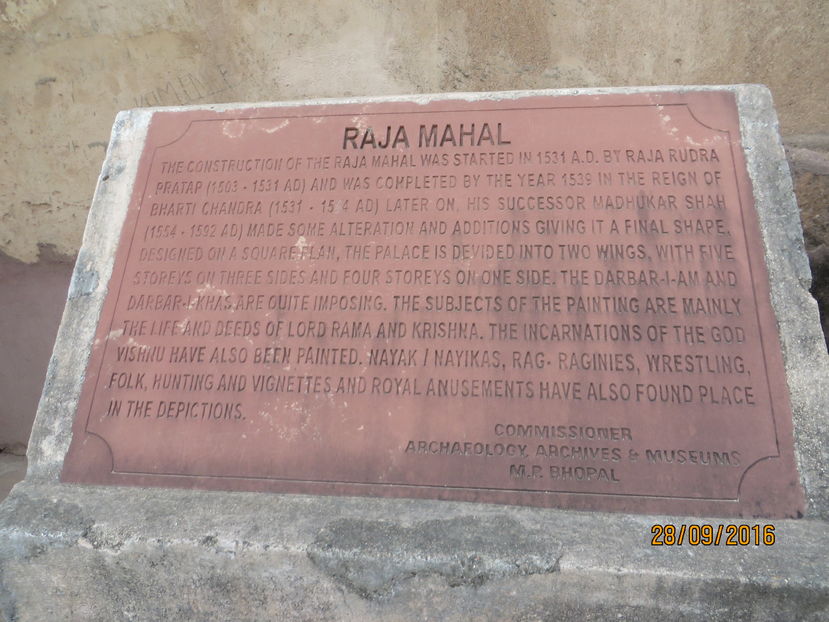 RAJA MAHAL
THE CONSTRUCTION OF THE RAJA MAHAL WAS STARTED IN 1531 A.D. BY RAJA RUDRA
PRATAP (1503 - 1531 AD) AND WAS COMPLETED BY THE YEAR 1539 IN THE REIGN OF
BHARTI CHANDRA (1531 - AD) LATER ON, HIS SUCCESSOR MADHUKAR SHAH
(1554 - 1592 AD) MADE SOME ALTERATION AND ADDITIONS GIVING IT A FINAL SHAPE.
DESIGNED ON A SQUARE PLAN, THE PALACE IS DEVIDED INTO TWO WINGS, WITH FIVE
STOREYS ON THREE SIDES AND FOUR STOREYS ON ONE SIDE. THE DARBAR-I-AM AND
DARBAR-I-KHAS ARE QUITE IMPOSING. THE SUBJECTS OF THE PAINTING ARE MAINLY
THE LIFE AND DEEDS OF LORD RAMA AND KRISHNA. THE INCARNATIONS OF THE GOD
VISHNU HAVE ALSO BEEN PAINTED. NAYAK / NAYIKAS, RAG- RAGINIES, WRESTLING,
FOLK, HUNTING AND VIGNETTES AND ROYAL ANUSEMENTS HAVE ALSO FOUND PLACE
IN THE DEPICTIONS.
COMMISSIONER
ARCHAEOLOGY, ARCHIVES & MUSEUMS
M.P. BHOPAL
28/09/2016